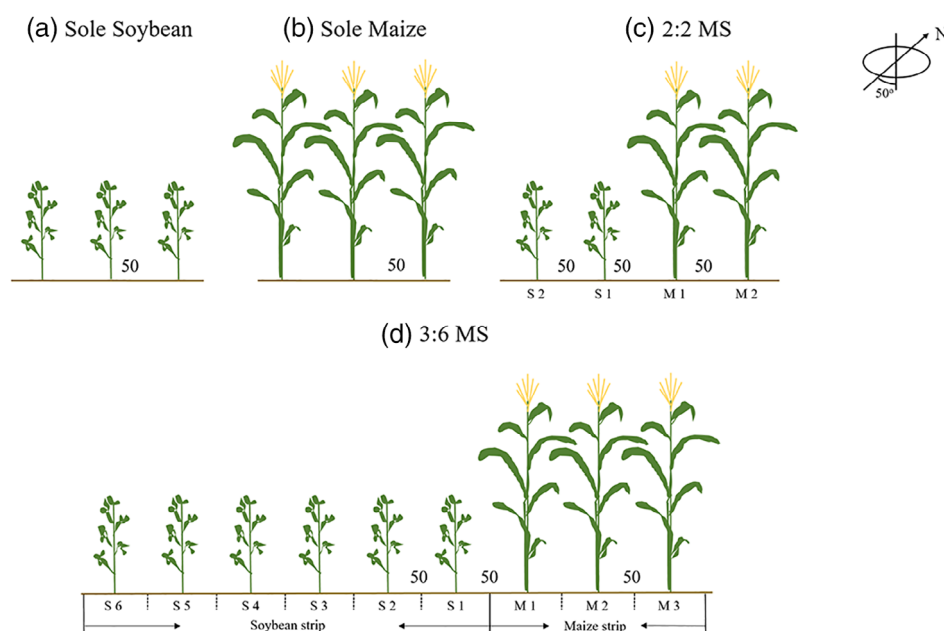 (a) Sole Soybean
(b) Sole Maize
(c) 2:2 MS
N
50°
50
50
50
50
50
S 2
S 1
M 1
M 2
(d) 3:6 MS
50
50
50
S 6
S 5
S 4
S 3
S 2
S 1
M 1
M 2
M 3
Soybean strip
Maize strip